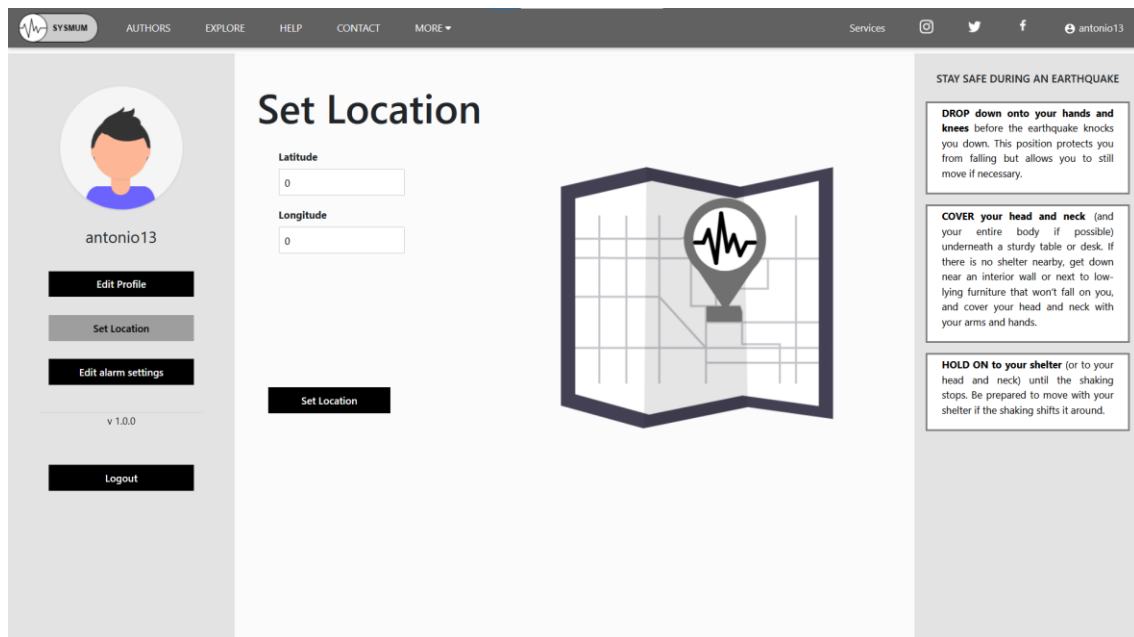 SYSMUM AUTHORS EXPLORE HELP CONTACT MORE Services antonio13
antonio13
Edit Profile
Set Location
Edit alarm settings
v 1.0.0
Logout
Set Location
Latitude
0
Longitude
0
Set Location
STAY SAFE DURING AN EARTHQUAKE
DROP down onto your hands and
knees before the earthquake knocks
you down. This position protects you
from falling but allows you to still
move if necessary.
COVER your head and neck (and
your entire body if possible)
underneath a sturdy table or desk. If
there is no shelter nearby, get down
near an interior wall or next to low-
lying furniture that won't fall on you,
and cover your head and neck with
your arms and hands.
HOLD ON to your shelter (or to your
head and neck) until the shaking
stops. Be prepared to move with your
shelter if the shaking shifts it around.